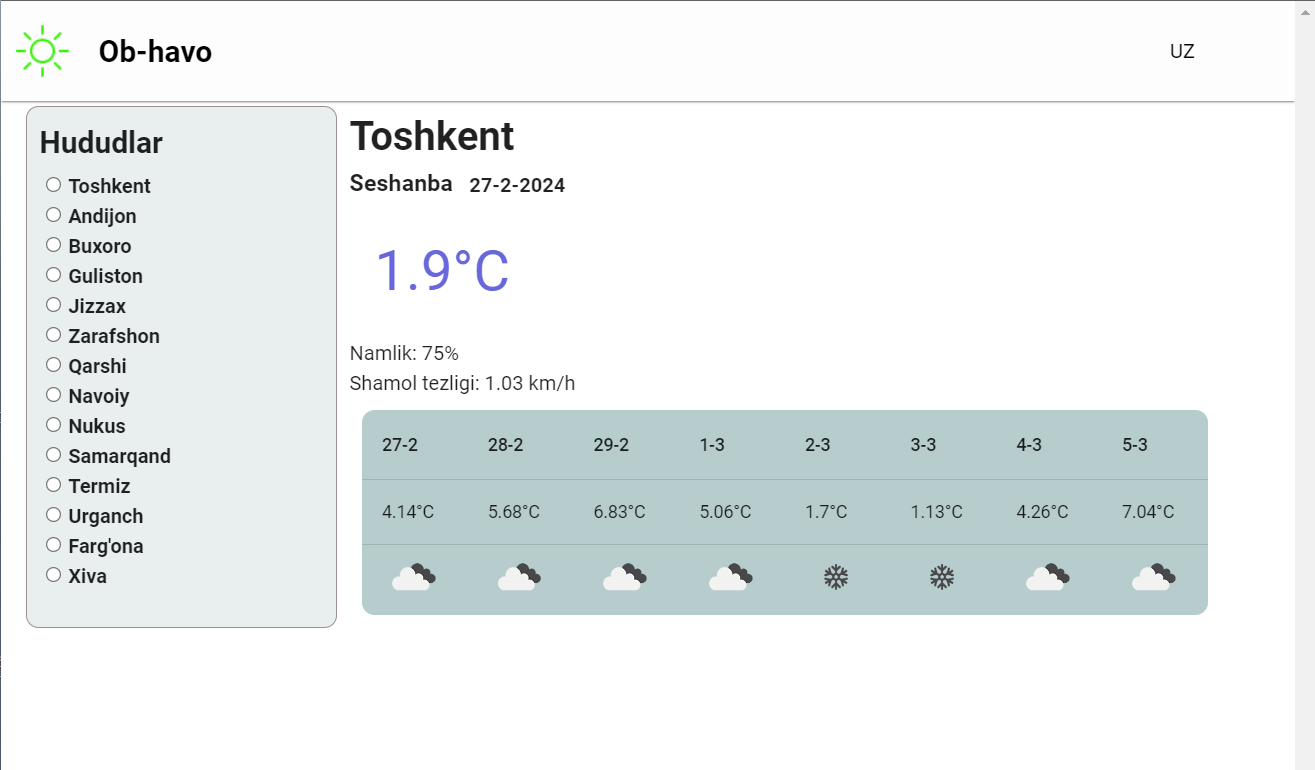 Ob-havo
UZ
Hududlar
Toshkent
Andijon
Buxoro
Guliston
Jizzax
Zarafshon
Qarshi
Navoiy
Nukus
Samarqand
Termiz
Urganch
Farg'ona
Xiva
Toshkent
Seshanba 27-2-2024
1.9°C
Namlik: 75%
Shamol tezligi: 1.03 km/h
27-2 28-2 29-2 1-3 2-3 3-3 4-3 5-3
4.14°C 5.68°C 6.83°C 5.06°C 1.7°C 1.13°C 4.26°C 7.04°C